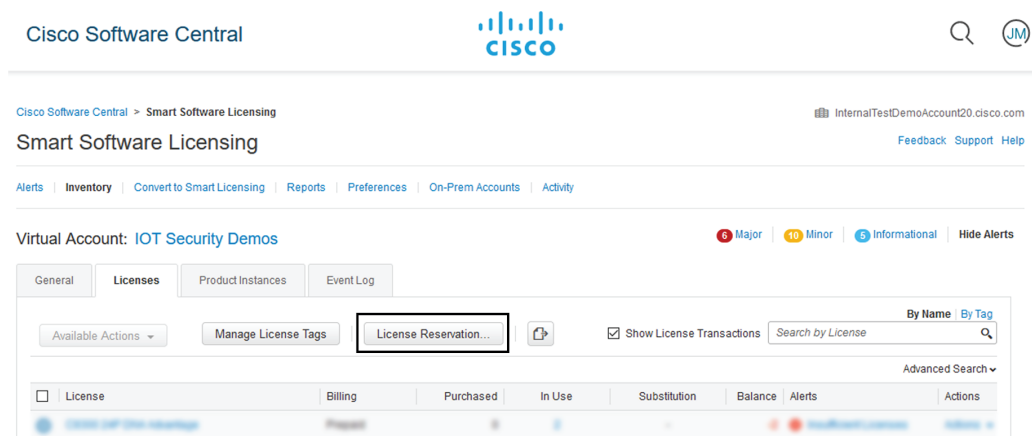 Cisco Software Central
CISCO
JM
Cisco Software Central > Smart Software Licensing
InternalTestDemoAccount20.cisco.com
Smart Software Licensing
Feedback Support Help
Alerts Inventory Convert to Smart Licensing Reports Preferences On-Prem Accounts Activity
Virtual Account: IOT Security Demos
6 Major 10 Minor 5 Informational Hide Alerts
General Licenses Product Instances Event Log
By Name By Tag
Available Actions Manage License Tags License Reservation... Show License Transactions Search by License
Advanced Search
License Billing Purchased In Use Substitution Balance Alerts Actions